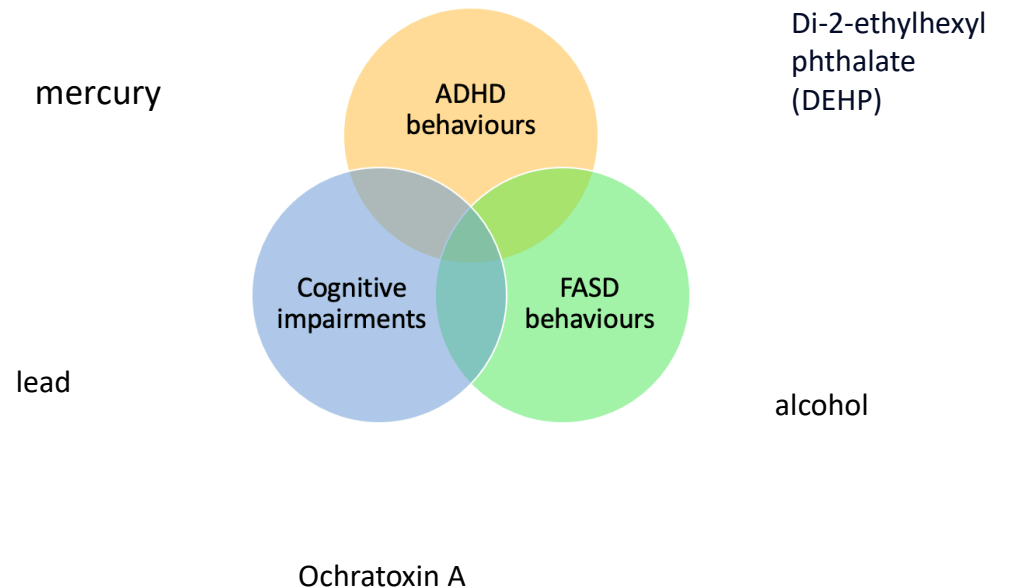 Di-2-ethylhexyl
phthalate
(DEHP)
mercury
ADHD
behaviours
Cognitive
impairments
FASD
behaviours
lead
alcohol
Ochratoxin A